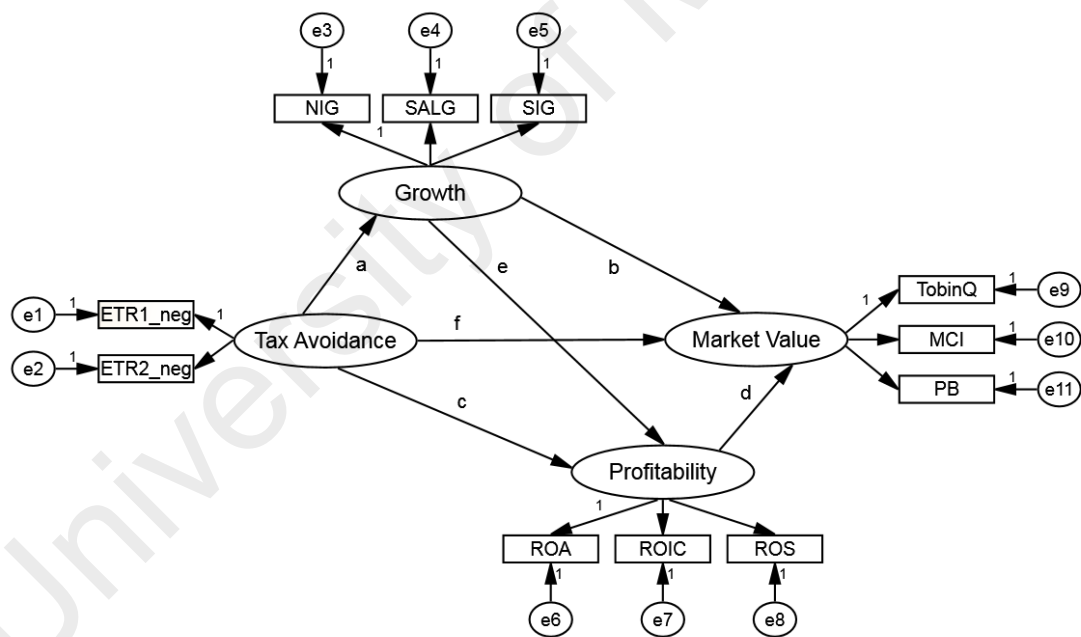 e3 e4 e5
1 1 1
NIG SALG SIG
1
Growth
a e b
e1 1 ETR1_neg 1
e2 1 ETR2_neg
Tax Avoidance f Market Value
1 TobinQ 1 e9
MCI 1 e10
PB 1 e11
c d
Profitability
1
ROA ROIC ROS
1 1 1
e6 e7 e8
University of